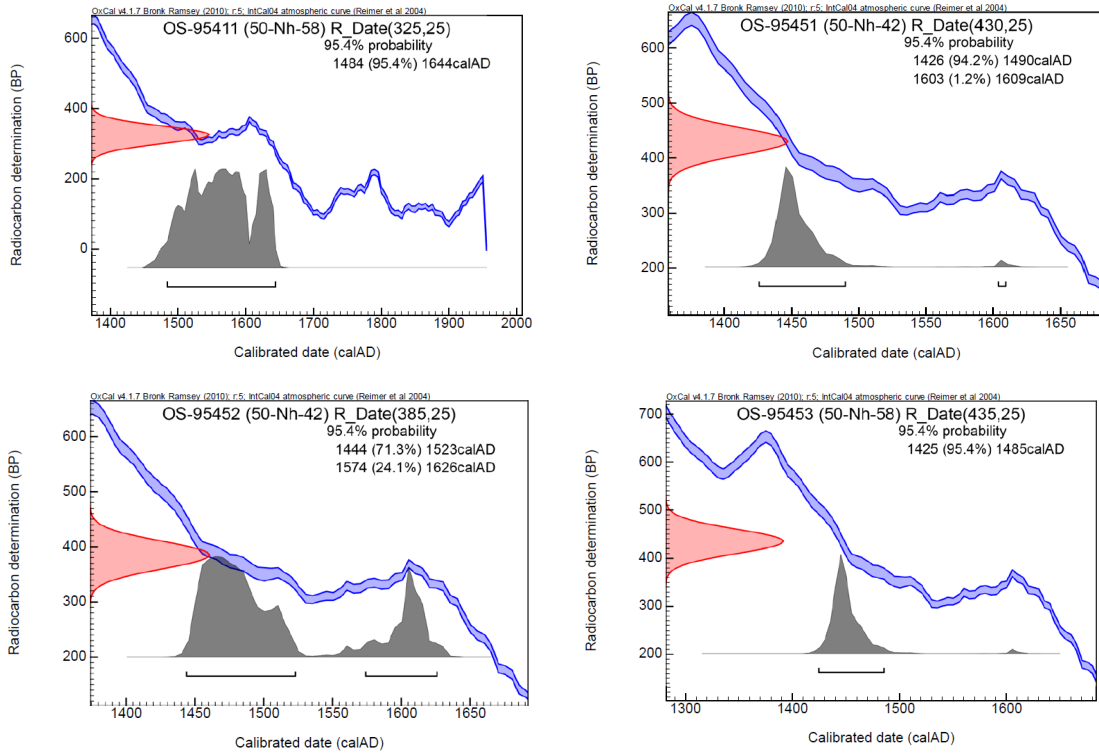 OxCal v4.1.7 Bronk Ramsey (2010); r:5; IntCal04 atmospheric curve (Reimer et al 2004)
OS-95411 (50-Nh-58) R_Date(325,25)
95.4% probability
1484 (95.4%) 1644calAD
Radiocarbon determination (BP)
600
400
200
0
1400 1500 1600 1700 1800 1900 2000
Calibrated date (calAD)
OxCal v4.1.7 Bronk Ramsey (2010); r:5; IntCal04 atmospheric curve (Reimer et al 2004)
OS-95451 (50-Nh-42) R_Date(430,25)
95.4% probability
1426 (94.2%) 1490calAD
1603 (1.2%) 1609calAD
Radiocarbon determination (BP)
600
500
400
300
200
1400 1450 1500 1550 1600 1650
Calibrated date (calAD)
OxCal v4.1.7 Bronk Ramsey (2010); r:5; IntCal04 atmospheric curve (Reimer et al 2004)
OS-95452 (50-Nh-42) R_Date(385,25)
95.4% probability
1444 (71.3%) 1523calAD
1574 (24.1%) 1626calAD
Radiocarbon determination (BP)
600
500
400
300
200
1400 1450 1500 1550 1600 1650
Calibrated date (calAD)
OxCal v4.1.7 Bronk Ramsey (2010); r:5; IntCal04 atmospheric curve (Reimer et al 2004)
OS-95453 (50-Nh-58) R_Date(435,25)
95.4% probability
1425 (95.4%) 1485calAD
Radiocarbon determination (BP)
700
600
500
400
300
200
1300 1400 1500 1600
Calibrated date (calAD)